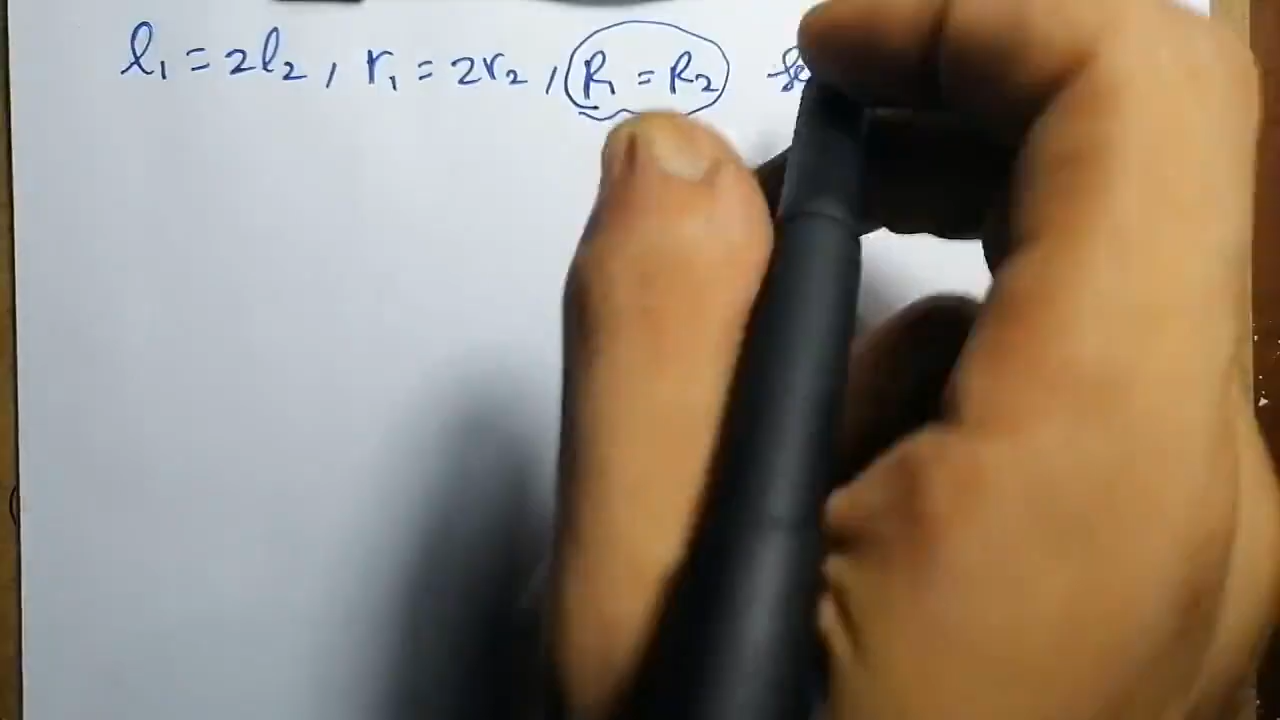 l₁ = 2l₂, r₁ = 2r₂, R₁ = R₂